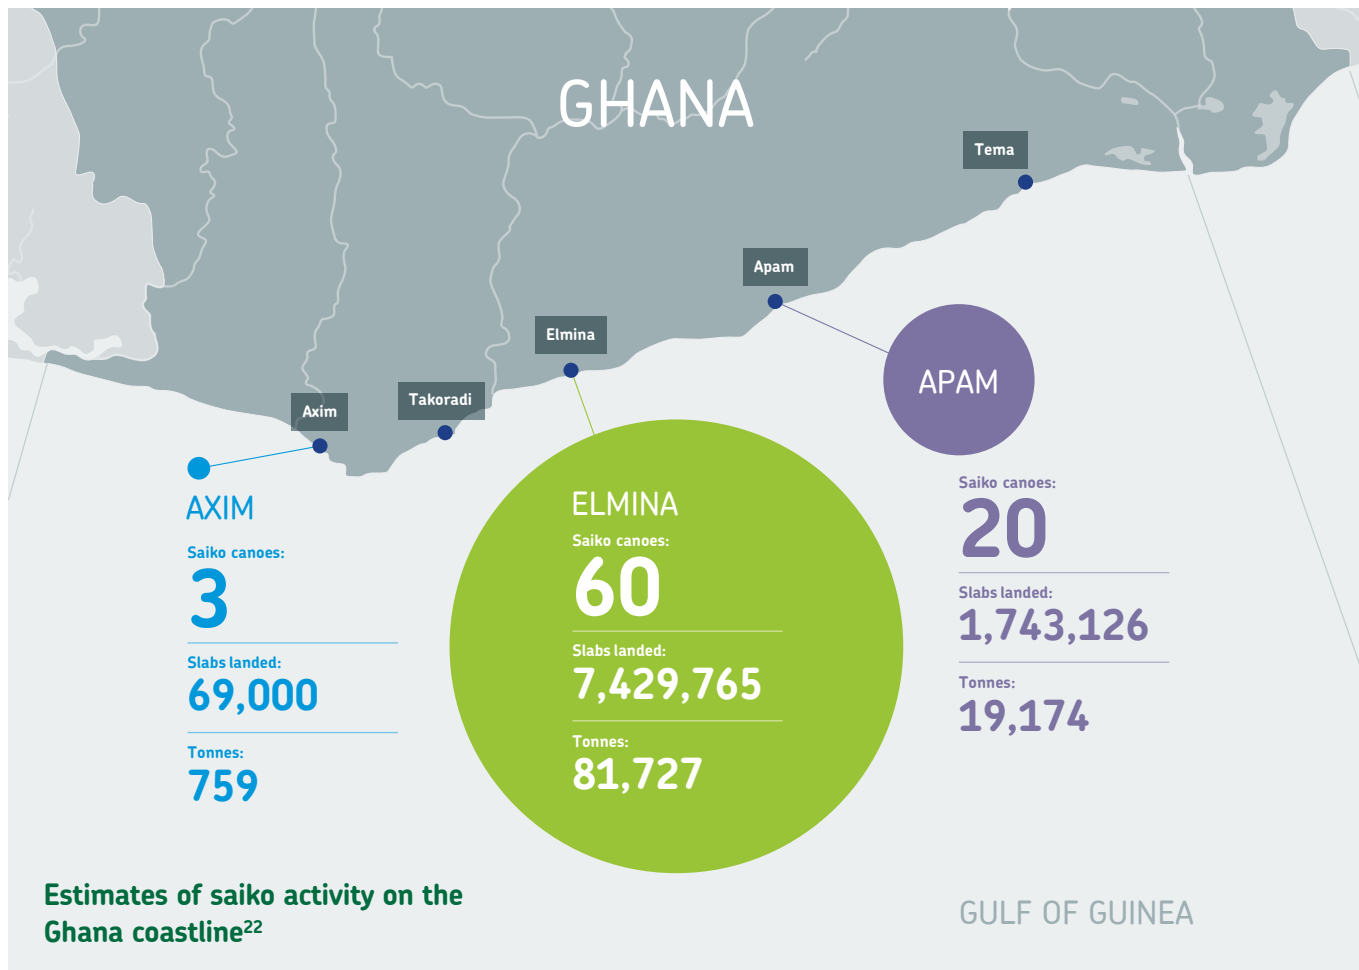 GHANA
Tema
Apam
Elmina
Takoradi
Axim
APAM
Saiko canoes:
20
Slabs landed:
1,743,126
Tonnes:
19,174
AXIM
Saiko canoes:
3
Slabs landed:
69,000
Tonnes:
759
ELMINA
Saiko canoes:
60
Slabs landed:
7,429,765
Tonnes:
81,727
Estimates of saiko activity on the
Ghana coastline²²
GULF OF GUINEA